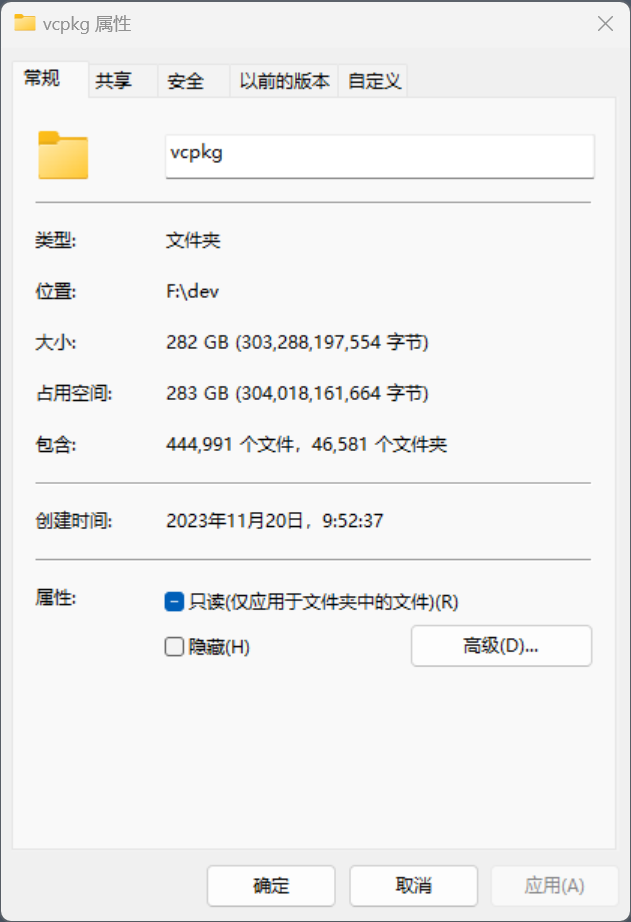 vcpkg 属性
常规 共享 安全 以前的版本 自定义
vcpkg
类型: 文件夹
位置: F:\dev
大小: 282 GB (303,288,197,554 字节)
占用空间: 283 GB (304,018,161,664 字节)
包含: 444,991 个文件，46,581 个文件夹
创建时间: 2023年11月20日，9:52:37
属性: 只读(仅应用于文件夹中的文件)(R)
隐藏(H) 高级(D)...
确定 取消 应用(A)